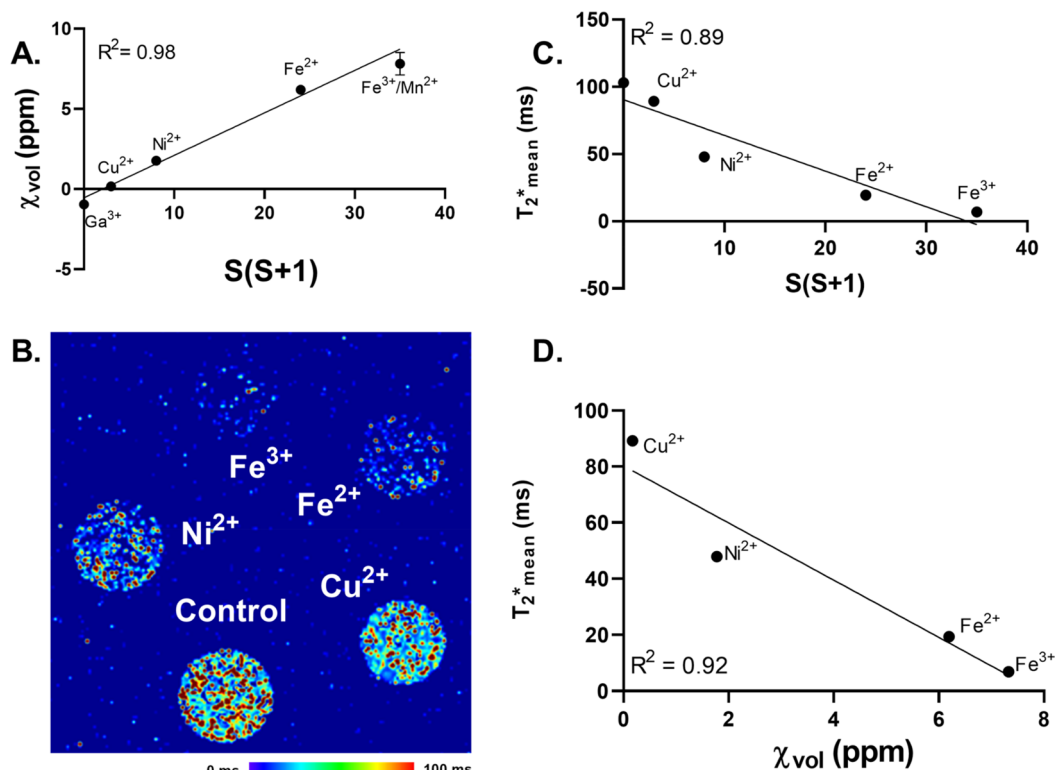 A.
R²= 0.98
10
5
0
-5
χvol (ppm)
Ga³⁺
Cu²⁺
Ni²⁺
Fe²⁺
Fe³⁺/Mn²⁺
10
20
30
40
S(S+1)
C.
R² = 0.89
150
100
50
0
-50
T₂*mean (ms)
Cu²⁺
Ni²⁺
Fe²⁺
Fe³⁺
10
20
30
40
S(S+1)
B.
Fe³⁺
Fe²⁺
Ni²⁺
Cu²⁺
Control
0 ms
100 ms
D.
100
80
60
40
20
0
T₂*mean (ms)
Cu²⁺
Ni²⁺
Fe²⁺
Fe³⁺
R² = 0.92
0
2
4
6
8
χvol (ppm)